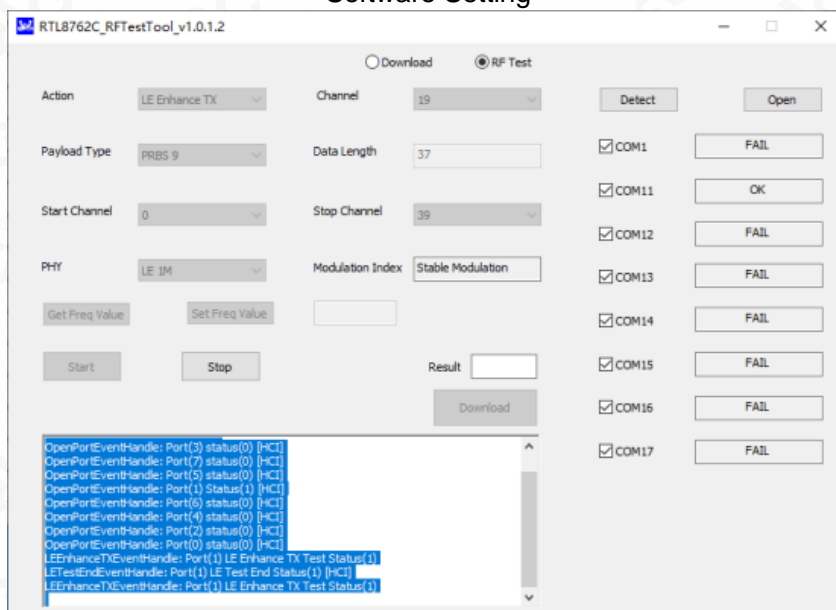 Software Setting
RTL8762C_RFTestTool_v1.0.1.2
Download RF Test
Action LE Enhance TX Channel 19 Detect Open
Payload Type PRBS 9 Data Length 37 COM1 FAIL
COM11 OK
Start Channel 0 Stop Channel 39 COM12 FAIL
PHY LE 1M Modulation Index Stable Modulation COM13 FAIL
Get Freq Value Set Freq Value COM14 FAIL
Start Stop Result COM15 FAIL
Download COM16 FAIL
COM17 FAIL
OpenPortEventHandle: Port(3) status(0) [HCI]
OpenPortEventHandle: Port(7) status(0) [HCI]
OpenPortEventHandle: Port(5) status(0) [HCI]
OpenPortEventHandle: Port(1) Status(1) [HCI]
OpenPortEventHandle: Port(6) status(0) [HCI]
OpenPortEventHandle: Port(4) status(0) [HCI]
OpenPortEventHandle: Port(2) status(0) [HCI]
OpenPortEventHandle: Port(0) status(0) [HCI]
LEEnhanceTXEventHandle: Port(1) LE Enhance TX Test Status(1)
LETestEndEventHandle: Port(1) LE Test End Status(1) [HCI]
LEEnhanceTXEventHandle: Port(1) LE Enhance TX Test Status(1)